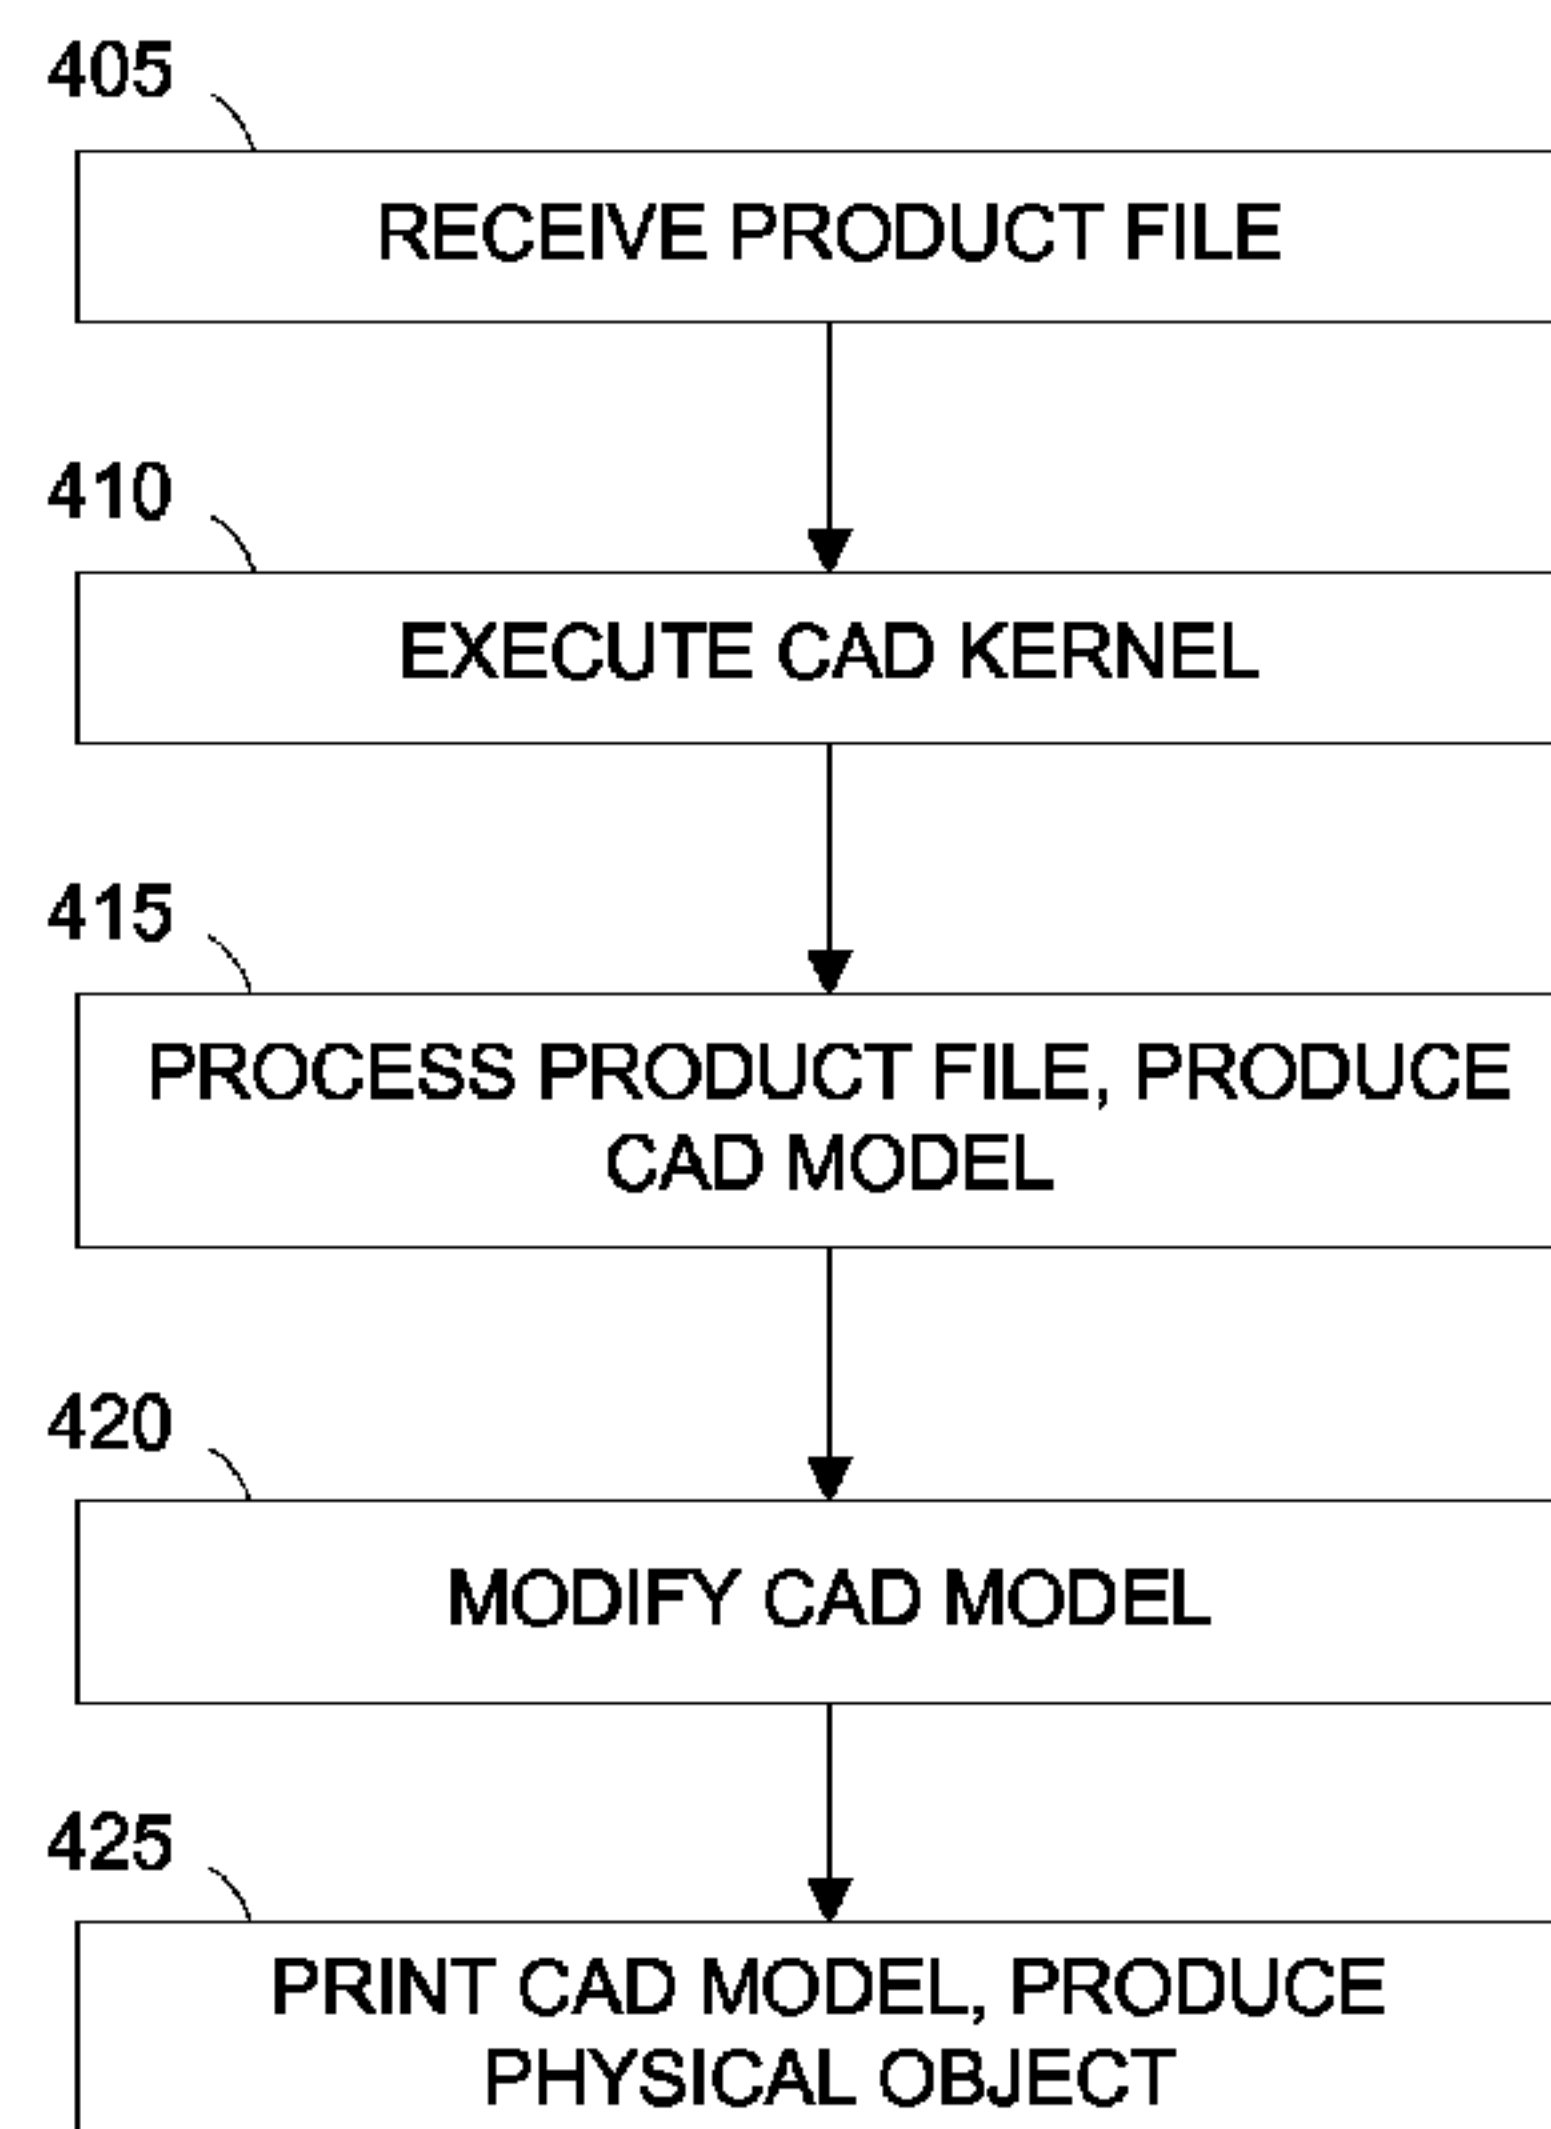 405
RECEIVE PRODUCT FILE
410
EXECUTE CAD KERNEL
415
PROCESS PRODUCT FILE, PRODUCE
CAD MODEL
420
MODIFY CAD MODEL
425
PRINT CAD MODEL, PRODUCE
PHYSICAL OBJECT